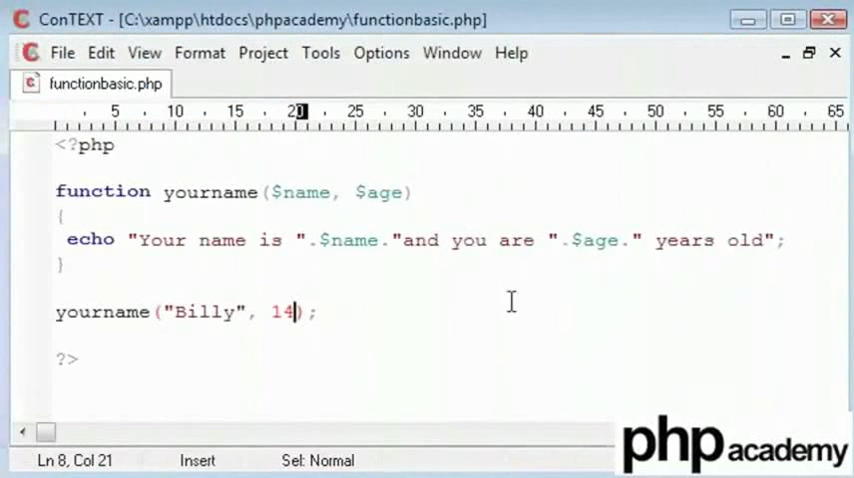 ConTEXT - [C:\xampp\htdocs\phpacademy\functionbasic.php]
File Edit View Format Project Tools Options Window Help
functionbasic.php
5 10 15 20 25 30 35 40 45 50 55 60 65
<?php
function yourname($name, $age)
{
echo "Your name is ".$name."and you are ".$age." years old";
}
yourname("Billy", 14);
?>
Ln 8, Col 21 Insert Sel: Normal
php academy